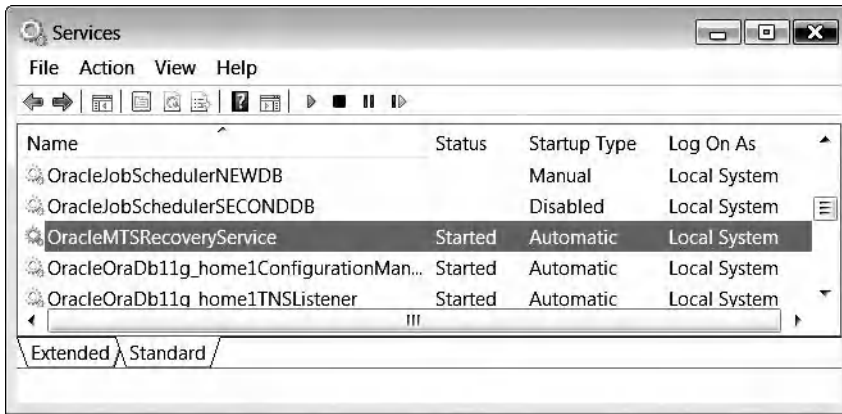 Services
File Action View Help
Name Status Startup Type Log On As
OracleJobSchedulerNEWDB Manual Local System
OracleJobSchedulerSECONDDB Disabled Local System
OracleMTSRecoveryService Started Automatic Local System
OracleOraDb11g_home1ConfigurationMan... Started Automatic Local System
OracleOraDb11g_home1TNSListener Started Automatic Local System
Extended Standard